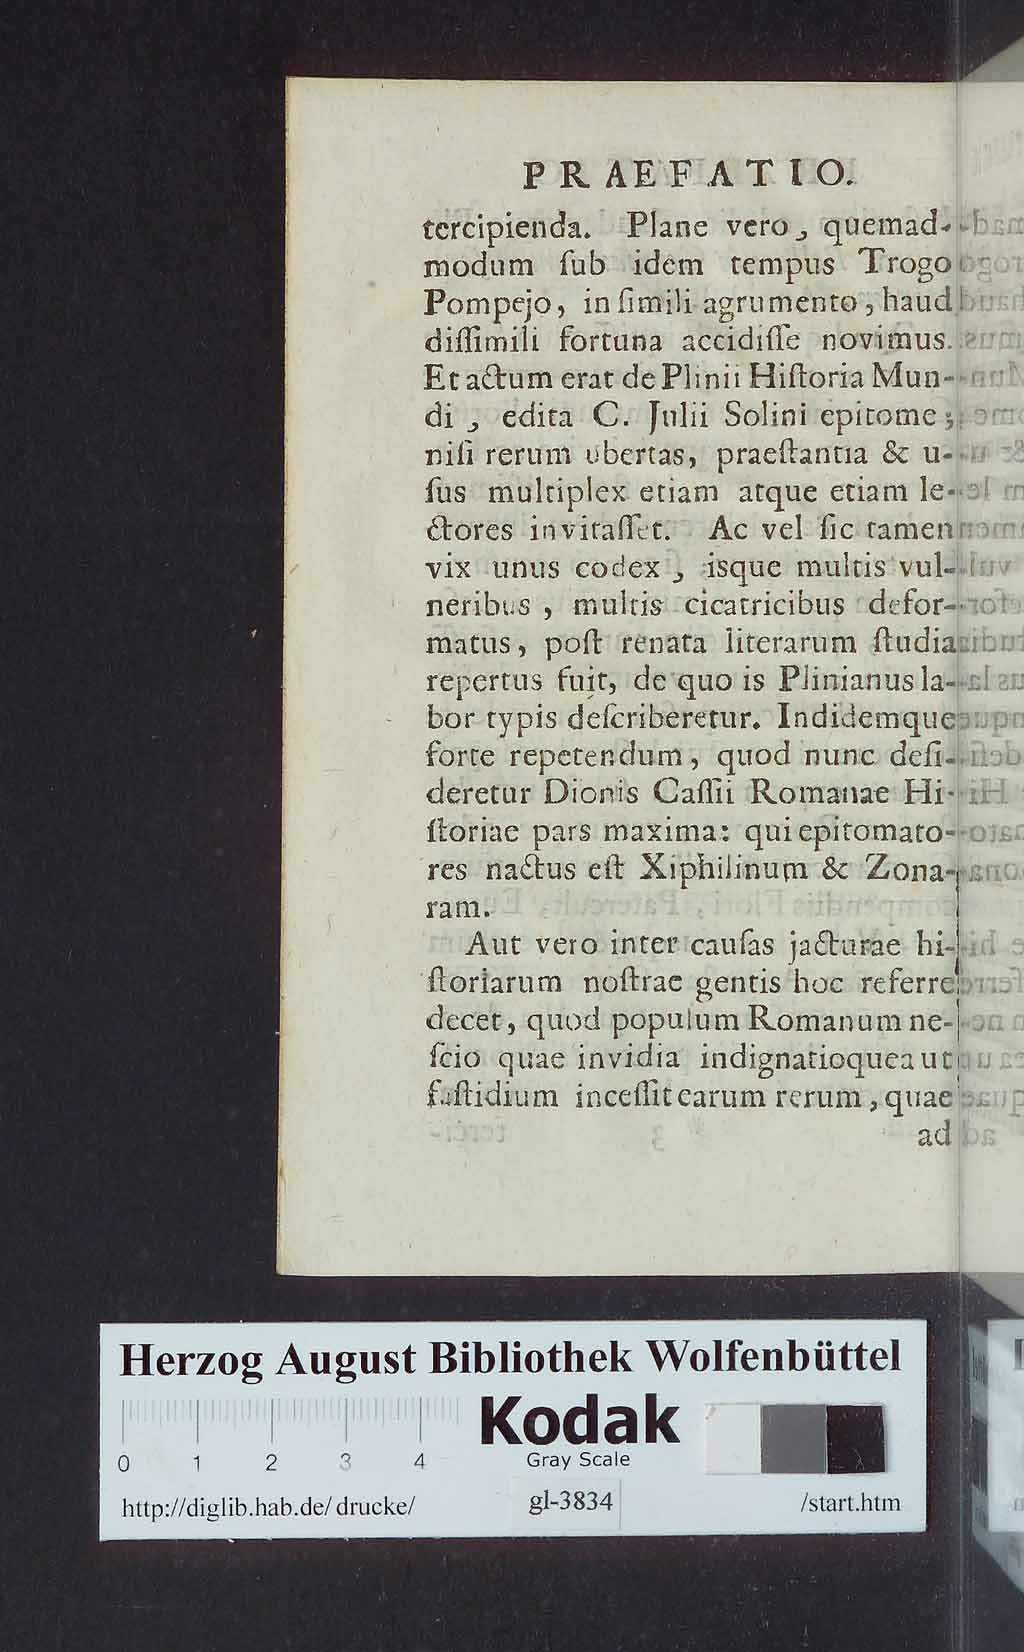 PRAEFATIO.
tercipienda. Plane vero, quemad-
modum ſub idem tempus Trogo
Pompejo, in ſimili agrumento, haud
diſſimili fortuna accidiſſe novimus.
Et actum erat de Plinii Hiſtoria Mun-
di, edita C. Julii Solini epitome;
niſi rerum ubertas, praeſtantia & u-
ſus multiplex etiam atque etiam le-
ctores invitaſſet. Ac vel ſic tamen
vix unus codex, isque multis vul-
neribus, multis cicatricibus defor-
matus, poſt renata literarum ſtudia
repertus fuit, de quo is Plinianus la-
bor typis deſcriberetur. Indidemque
forte repetendum, quod nunc deſi-
deretur Dionis Caſſii Romanae Hi-
ſtoriae pars maxima: qui epitomato-
res nactus eſt Xiphilinum & Zona-
ram.
Aut vero inter cauſas jacturae hi-
ſtoriarum noſtrae gentis hoc referre
decet, quod populum Romanum ne-
ſcio quae invidia indignatioque aut
faſtidium inceſſit earum rerum, quae
ad
Herzog August Bibliothek Wolfenbüttel
Kodak
Gray Scale
0 1 2 3 4
http://diglib.hab.de/drucke/ gl-3834 /start.htm